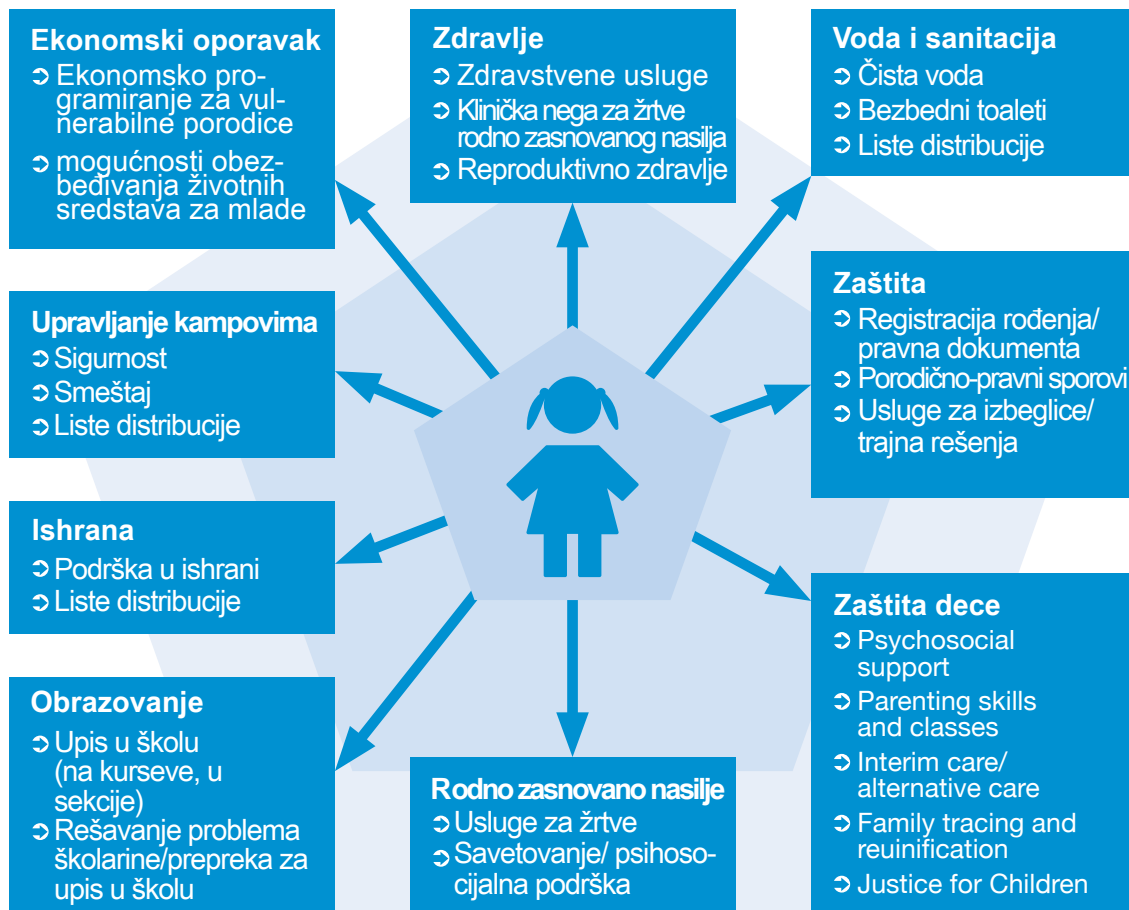 Ekonomski oporavak
➲ Ekonomsko pro-
gramiranje za vul-
nerabilne porodice
➲ mogućnosti obez-
beđivanja životnih
sredstava za mlade
Zdravlje
➲ Zdravstvene usluge
➲ Klinička nega za žrtve
rodno zasnovanog nasilja
➲ Reproduktivno zdravlje
Voda i sanitacija
➲ Čista voda
➲ Bezbedni toaleti
➲ Liste distribucije
Upravljanje kampovima
➲ Sigurnost
➲ Smeštaj
➲ Liste distribucije
Zaštita
➲ Registracija rođenja/
pravna dokumenta
➲ Porodično-pravni sporovi
➲ Usluge za izbeglice/
trajna rešenja
Ishrana
➲ Podrška u ishrani
➲ Liste distribucije
Zaštita dece
➲ Psychosocial
support
➲ Parenting skills
and classes
➲ Interim care/
alternative care
➲ Family tracing and
reuinification
➲ Justice for Children
Obrazovanje
➲ Upis u školu
(na kurseve, u
sekcije)
➲ Rešavanje problema
školarine/prepreka za
upis u školu
Rodno zasnovano nasilje
➲ Usluge za žrtve
➲ Savetovanje/ psihoso-
cijalna podrška